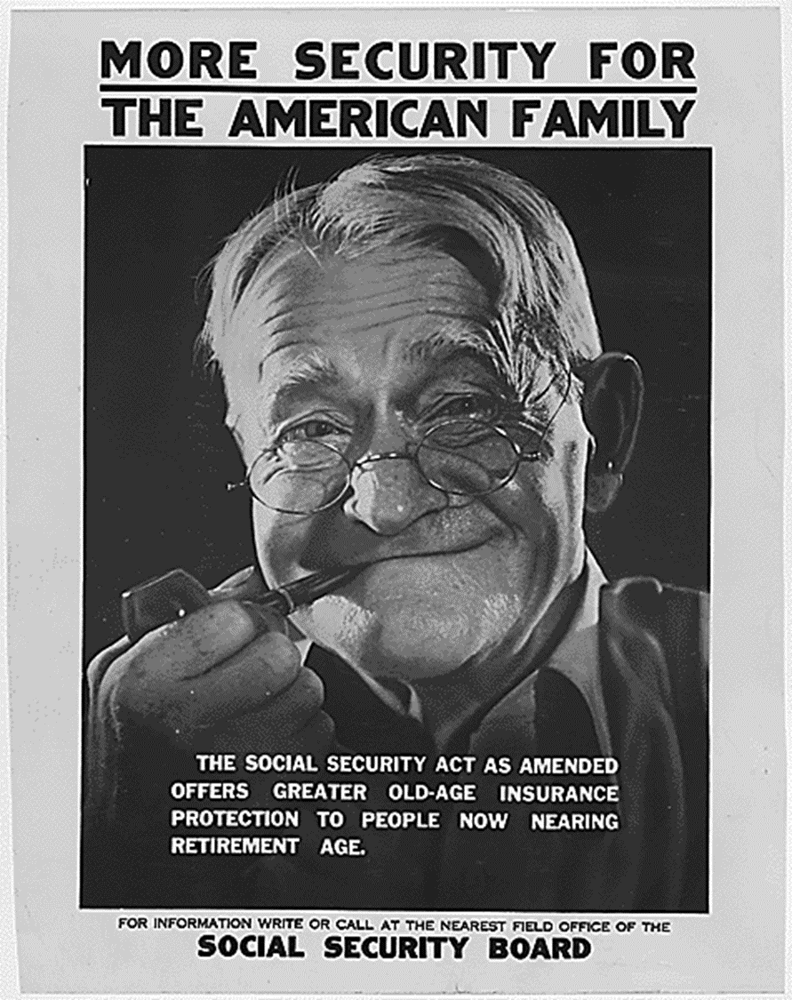 MORE SECURITY FOR
THE AMERICAN FAMILY
THE SOCIAL SECURITY ACT AS AMENDED
OFFERS GREATER OLD-AGE INSURANCE
PROTECTION TO PEOPLE NOW NEARING
RETIREMENT AGE.
FOR INFORMATION WRITE OR CALL AT THE NEAREST FIELD OFFICE OF THE
SOCIAL SECURITY BOARD